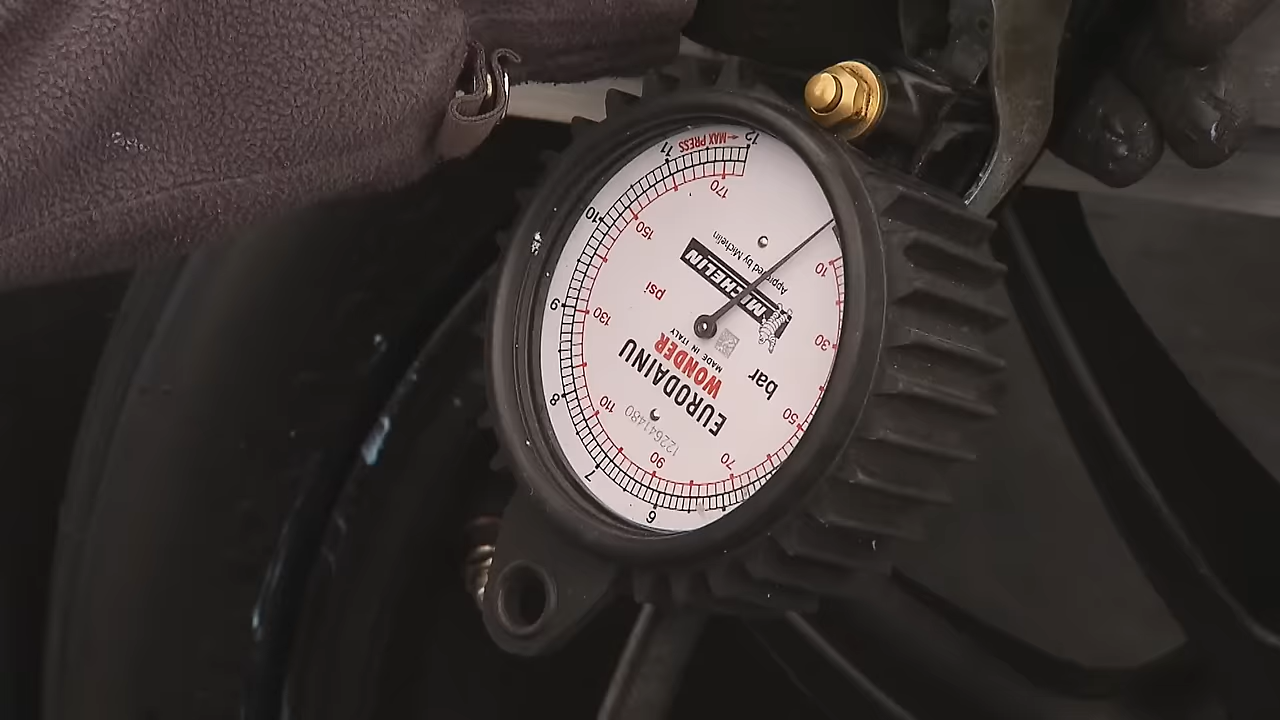 ← MAX PRESS
12
11
10
9
8
7
6
170
150
130
110
90
70
50
30
10
Approved by Michelin
MICHELIN
psi
bar
MADE IN ITALY
WONDER
EURODAINU
122641480